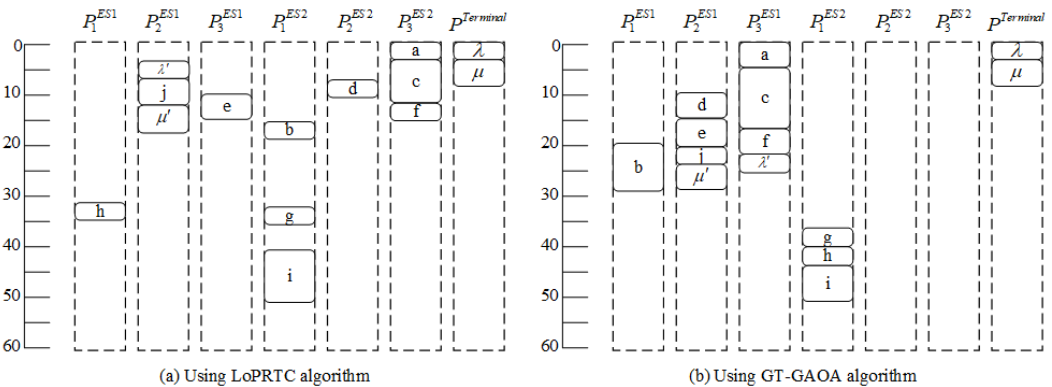 P₁^ES1 P₂^ES1 P₃^ES1 P₁^ES2 P₂^ES2 P₃^ES2 P^Terminal
0
10
20
30
40
50
60
h
λ'
j
μ'
e
b
g
i
d
a
c
f
λ
μ
(a) Using LoPRTC algorithm
P₁^ES1 P₂^ES1 P₃^ES1 P₁^ES2 P₂^ES2 P₃^ES2 P^Terminal
0
10
20
30
40
50
60
b
d
e
j
μ'
a
c
f
λ'
g
h
i
λ
μ
(b) Using GT-GAOA algorithm